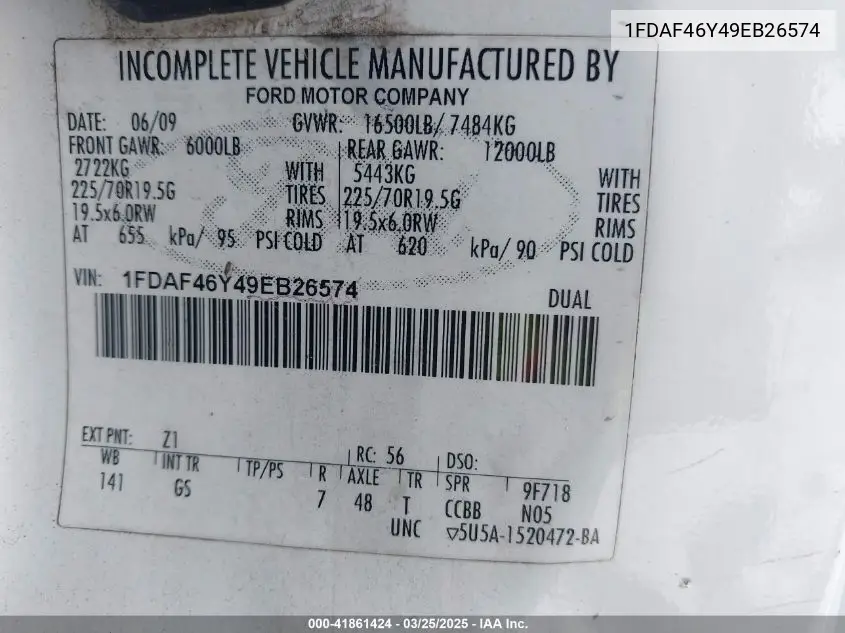 1FDAF46Y49EB26574
INCOMPLETE VEHICLE MANUFACTURED BY
FORD MOTOR COMPANY
DATE: 06/09 GVWR: 16500LB/ 7484KG
FRONT GAWR: 6000LB REAR GAWR: 12000LB
2722KG WITH 5443KG WITH
225/70R19.5G TIRES 225/70R19.5G TIRES
19.5x6.0RW RIMS 19.5x6.0RW RIMS
AT 655 kPa/ 95 PSI COLD AT 620 kPa/ 90 PSI COLD
VIN: 1FDAF46Y49EB26574 DUAL
EXT PNT: Z1 RC: 56 DSO:
WB INT TR TP/PS R AXLE TR SPR 9F718
141 GS 7 48 T CCBB N05
UNC ▽5U5A-1520472-BA
000-41861424 - 03/25/2025 - IAA Inc.